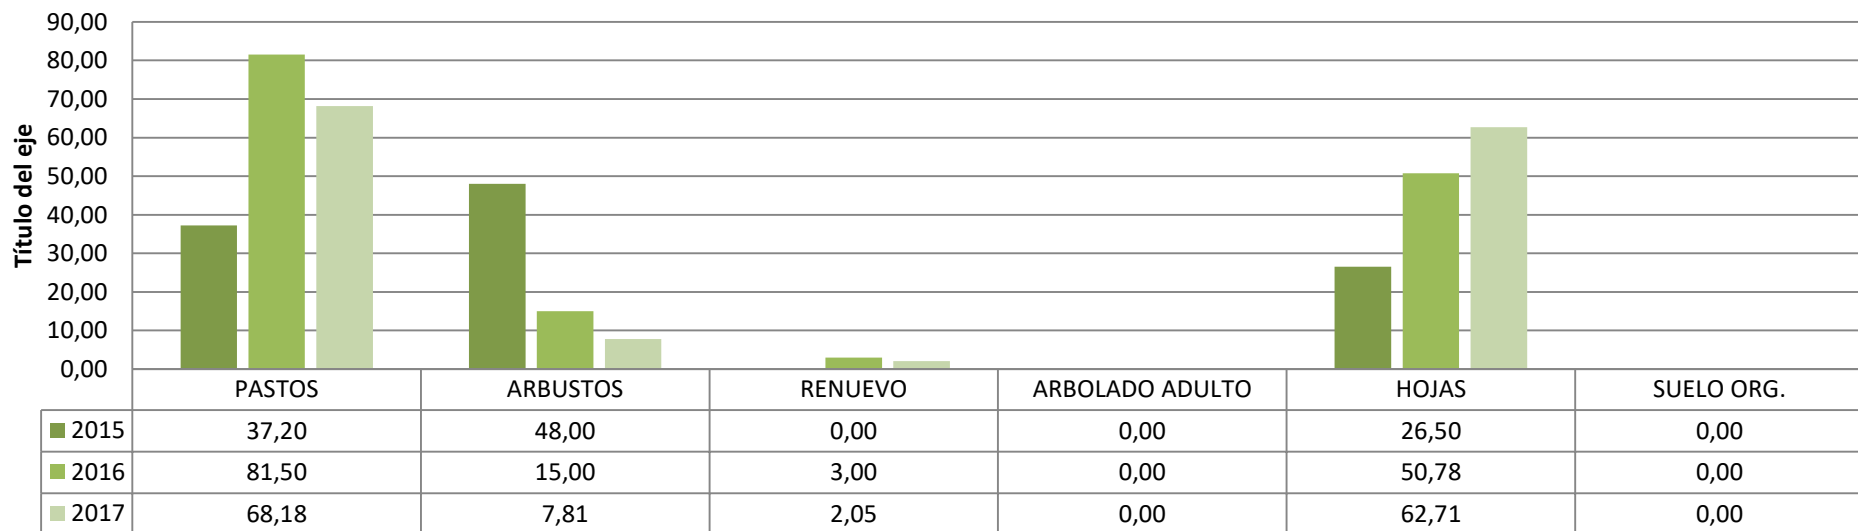 Título del eje
90,00
80,00
70,00
60,00
50,00
40,00
30,00
20,00
10,00
0,00
PASTOS ARBUSTOS RENUEVO ARBOLADO ADULTO HOJAS SUELO ORG.
2015 37,20 48,00 0,00 0,00 26,50 0,00
2016 81,50 15,00 3,00 0,00 50,78 0,00
2017 68,18 7,81 2,05 0,00 62,71 0,00